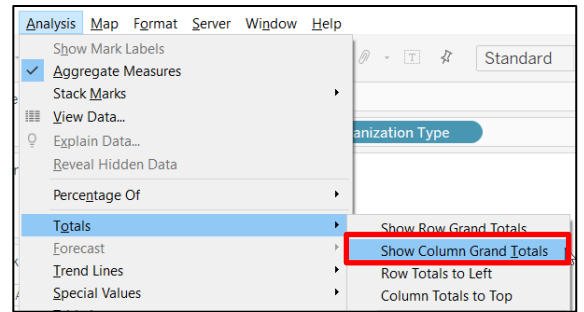 Analysis Map Format Server Window Help
Show Mark Labels
Standard
Aggregate Measures
Stack Marks
View Data...
anization Type
Explain Data...
Reveal Hidden Data
Percentage Of
Totals
Show Row Grand Totals
Forecast
Show Column Grand Totals
Trend Lines
Row Totals to Left
Special Values
Column Totals to Top